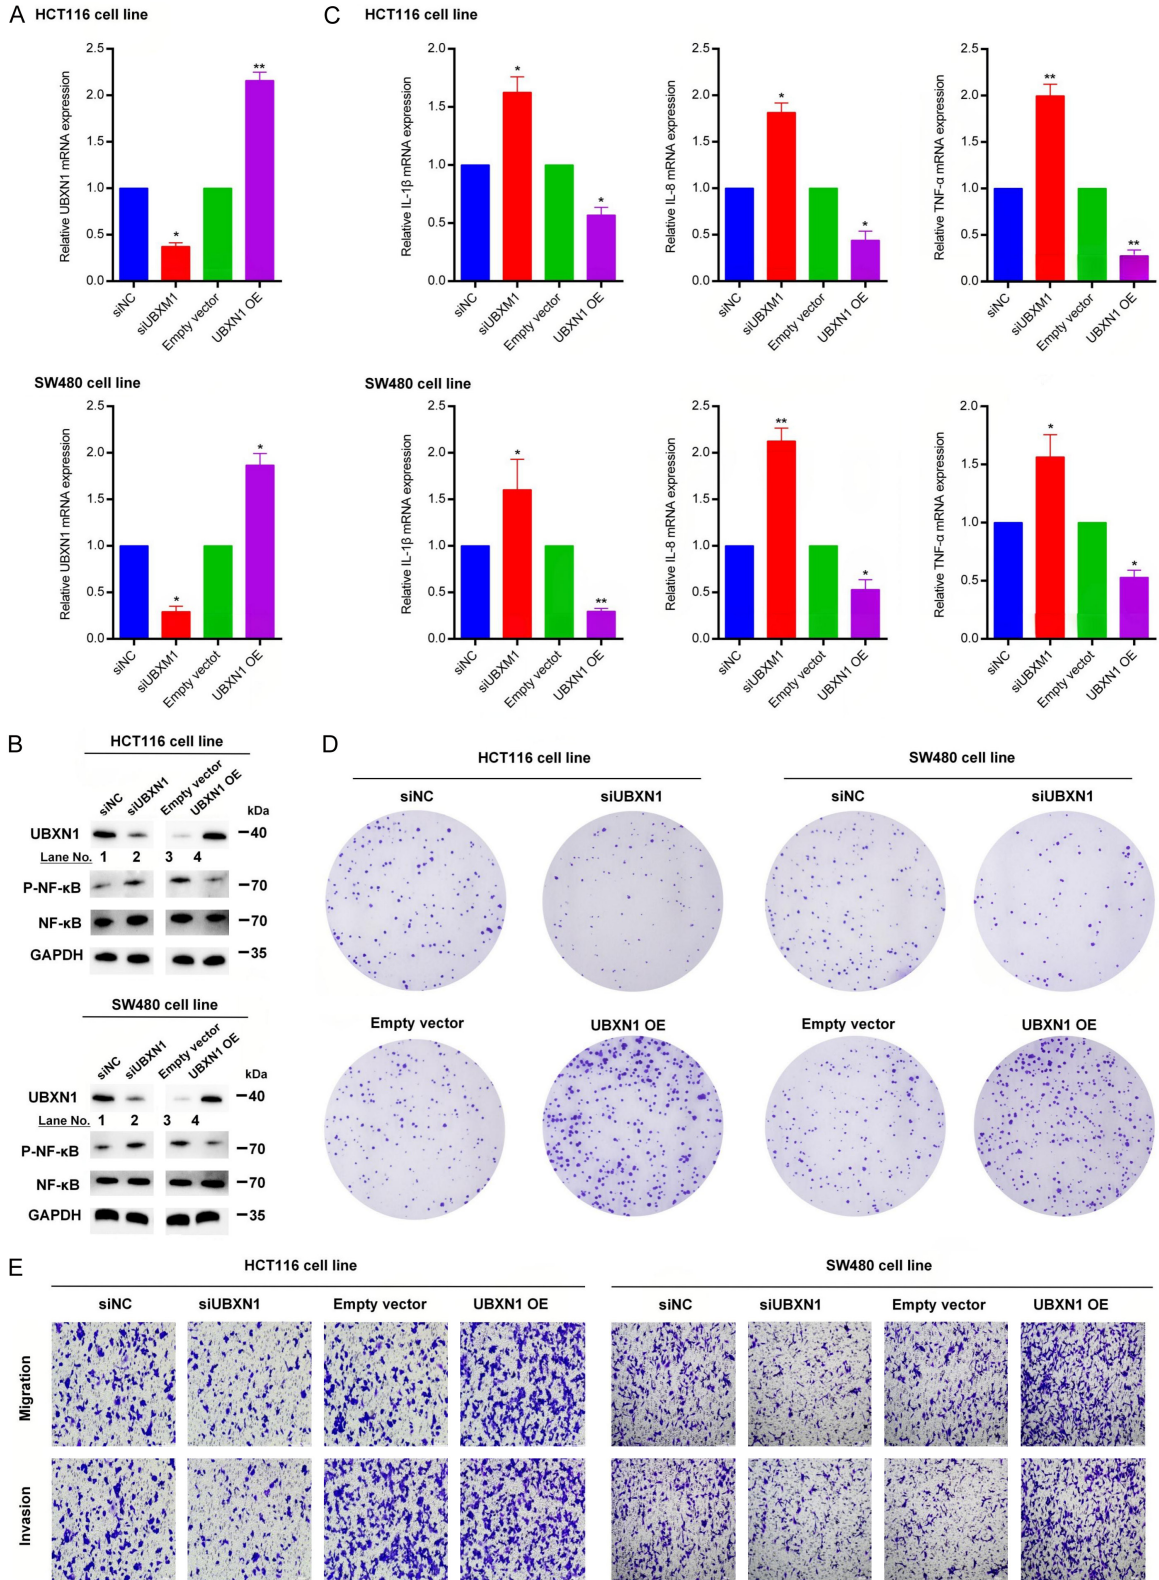 A HCT116 cell line
Relative UBXN1 mRNA expression
2.5
2.0
1.5
1.0
0.5
0.0
siNC
siUBXM1
Empty vector
UBXN1 OE
*
**
SW480 cell line
Relative UBXN1 mRNA expression
2.5
2.0
1.5
1.0
0.5
0.0
siNC
siUBXM1
Empty vectot
UBXN1 OE
*
*
C HCT116 cell line
Relative IL-1β mRNA expression
2.0
1.5
1.0
0.5
0.0
siNC
siUBXM1
Empty vector
UBXN1 OE
*
*
Relative IL-8 mRNA expression
2.5
2.0
1.5
1.0
0.5
0.0
siNC
siUBXM1
Empty vector
UBXN1 OE
*
*
Relative TNF-α mRNA expression
2.5
2.0
1.5
1.0
0.5
0.0
siNC
siUBXM1
Empty vector
UBXN1 OE
**
**
SW480 cell line
Relative IL-1β mRNA expression
2.5
2.0
1.5
1.0
0.5
0.0
siNC
siUBXM1
Empty vector
UBXN1 OE
*
**
Relative IL-8 mRNA expression
2.5
2.0
1.5
1.0
0.5
0.0
siNC
siUBXM1
Empty vector
UBXN1 OE
**
*
Relative TNF-α mRNA expression
2.0
1.5
1.0
0.5
0.0
siNC
siUBXM1
Empty vector
UBXN1 OE
*
*
B
HCT116 cell line
siNC siUBXN1 Empty vector UBXN1 OE
kDa
UBXN1 40
Lane No. 1 2 3 4
P-NF-κB 70
NF-κB 70
GAPDH 35
SW480 cell line
siNC siUBXN1 Empty vector UBXN1 OE
kDa
UBXN1 40
Lane No. 1 2 3 4
P-NF-κB 70
NF-κB 70
GAPDH 35
D
HCT116 cell line SW480 cell line
siNC siUBXN1 siNC siUBXN1
Empty vector UBXN1 OE Empty vector UBXN1 OE
E
HCT116 cell line SW480 cell line
siNC siUBXN1 Empty vector UBXN1 OE siNC siUBXN1 Empty vector UBXN1 OE
Migration
Invasion